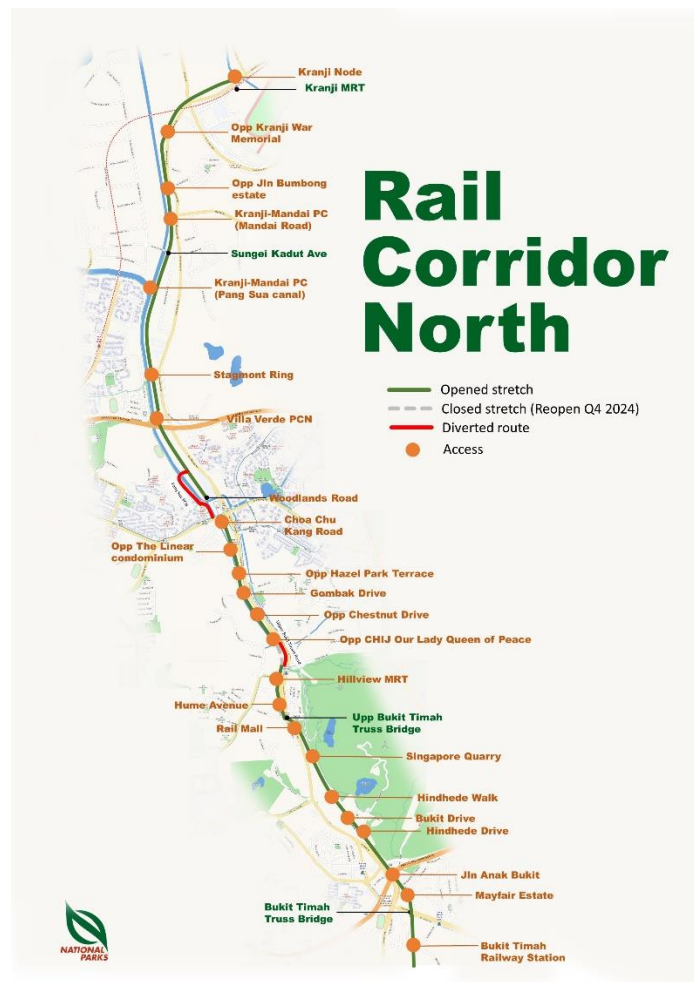 Kranji Node
Kranji MRT
Opp Kranji War
Memorial
Opp Jln Bumbong
estate
Kranji-Mandai PC
(Mandai Road)
Sungei Kadut Ave
Kranji-Mandai PC
(Pang Sua canal)
Stagmont Ring
Villa Verde PCN
Woodlands Road
Choa Chu
Kang Road
Opp The Linear
condominium
Opp Hazel Park Terrace
Gombak Drive
Opp Chestnut Drive
Opp CHIJ Our Lady Queen of Peace
Hillview MRT
Hume Avenue
Upp Bukit Timah
Truss Bridge
Rail Mall
Singapore Quarry
Hindhede Walk
Bukit Drive
Hindhede Drive
Jln Anak Bukit
Mayfair Estate
Bukit Timah
Truss Bridge
Bukit Timah
Railway Station
Rail
Corridor
North
Opened stretch
Closed stretch (Reopen Q4 2024)
Diverted route
Access
NATIONAL
PARKS